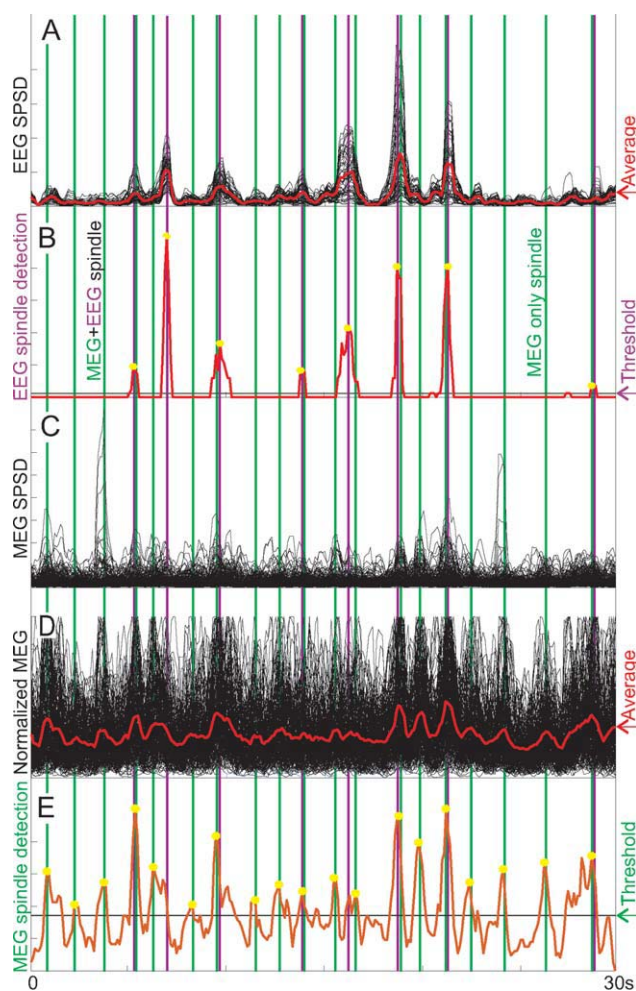 A
EEG SPSD
↑Average
B
EEG spindle detection
MEG+EEG spindle
MEG only spindle
↑Threshold
C
MEG SPSD
D
Normalized MEG
↑Average
E
MEG spindle detection
↑Threshold
0
30s